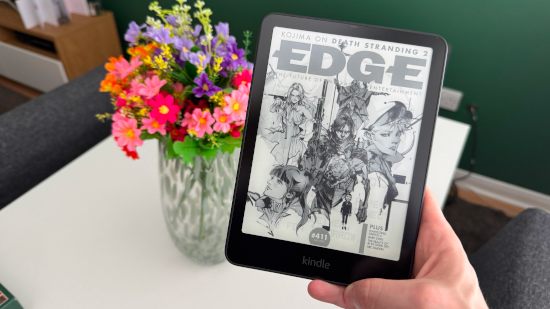 KOJIMA ON DEATH STRANDING 2
EDGE
THE FUTURE OF ENTERTAINMENT
#411
PLUS
kindle